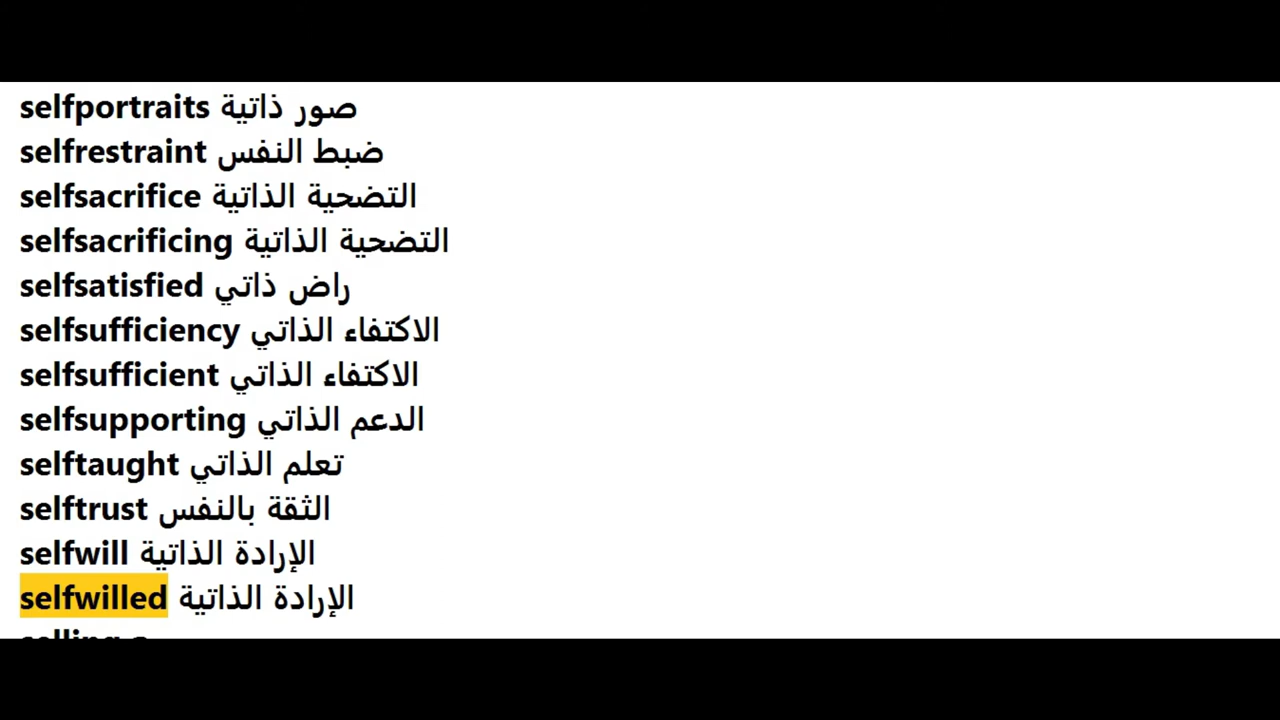 selfportraits صور ذاتية
selfrestraint ضبط النفس
selfsacrifice التضحية الذاتية
selfsacrificing التضحية الذاتية
selfsatisfied راض ذاتي
selfsufficiency الاكتفاء الذاتي
selfsufficient الاكتفاء الذاتي
selfsupporting الدعم الذاتي
selftaught تعلم الذاتي
selftrust الثقة بالنفس
selfwill الإرادة الذاتية
selfwilled الإرادة الذاتية